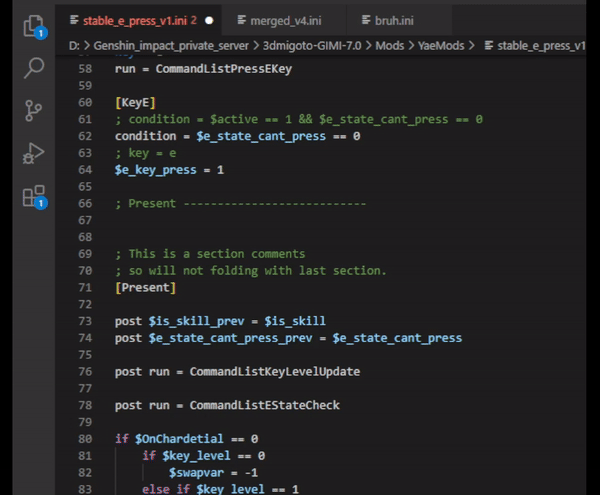 stable_e_press_v1.ini 2 merged_v4.ini bruh.ini
D: > Genshin_impact_private_server > 3dmigoto-GIMI-7.0 > Mods > YaeMods > stable_e_press_v1
58 run = CommandListPressEKey
59
60 [KeyE]
61 ; condition = $active == 1 && $e_state_cant_press == 0
62 condition = $e_state_cant_press == 0
63 ; key = e
64 $e_key_press = 1
65
66 ; Present ---------------------------
67
68
69 ; This is a section comments
70 ; so will not folding with last section.
71 [Present]
72
73 post $is_skill_prev = $is_skill
74 post $e_state_cant_press_prev = $e_state_cant_press
75
76 post run = CommandListKeyLevelUpdate
77
78 post run = CommandListEStateCheck
79
80 if $OnChardetial == 0
81 if $key_level == 0
82 $swapvar = -1
83 else if $key_level == 1
1
1